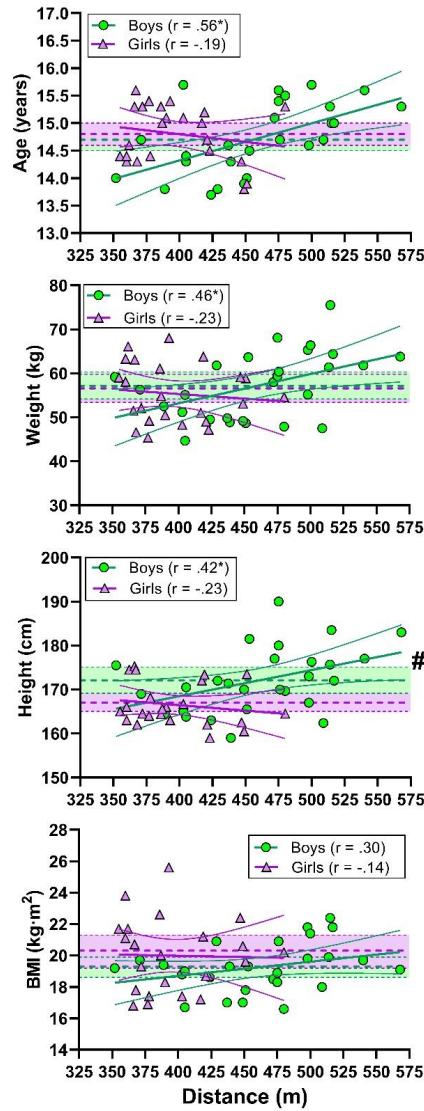 Boys (r = .56*)
Girls (r = -.19)
17.0
16.5
16.0
15.5
15.0
14.5
14.0
13.5
13.0
Age (years)
325 350 375 400 425 450 475 500 525 550 575
Boys (r = .46*)
Girls (r = -.23)
80
70
60
50
40
30
Weight (kg)
325 350 375 400 425 450 475 500 525 550 575
Boys (r = .42*)
Girls (r = -.23)
200
190
180
170
160
150
Height (cm)
#
325 350 375 400 425 450 475 500 525 550 575
Boys (r = .30)
Girls (r = -.14)
28
26
24
22
20
18
16
14
BMI (kg·m²)
325 350 375 400 425 450 475 500 525 550 575
Distance (m)